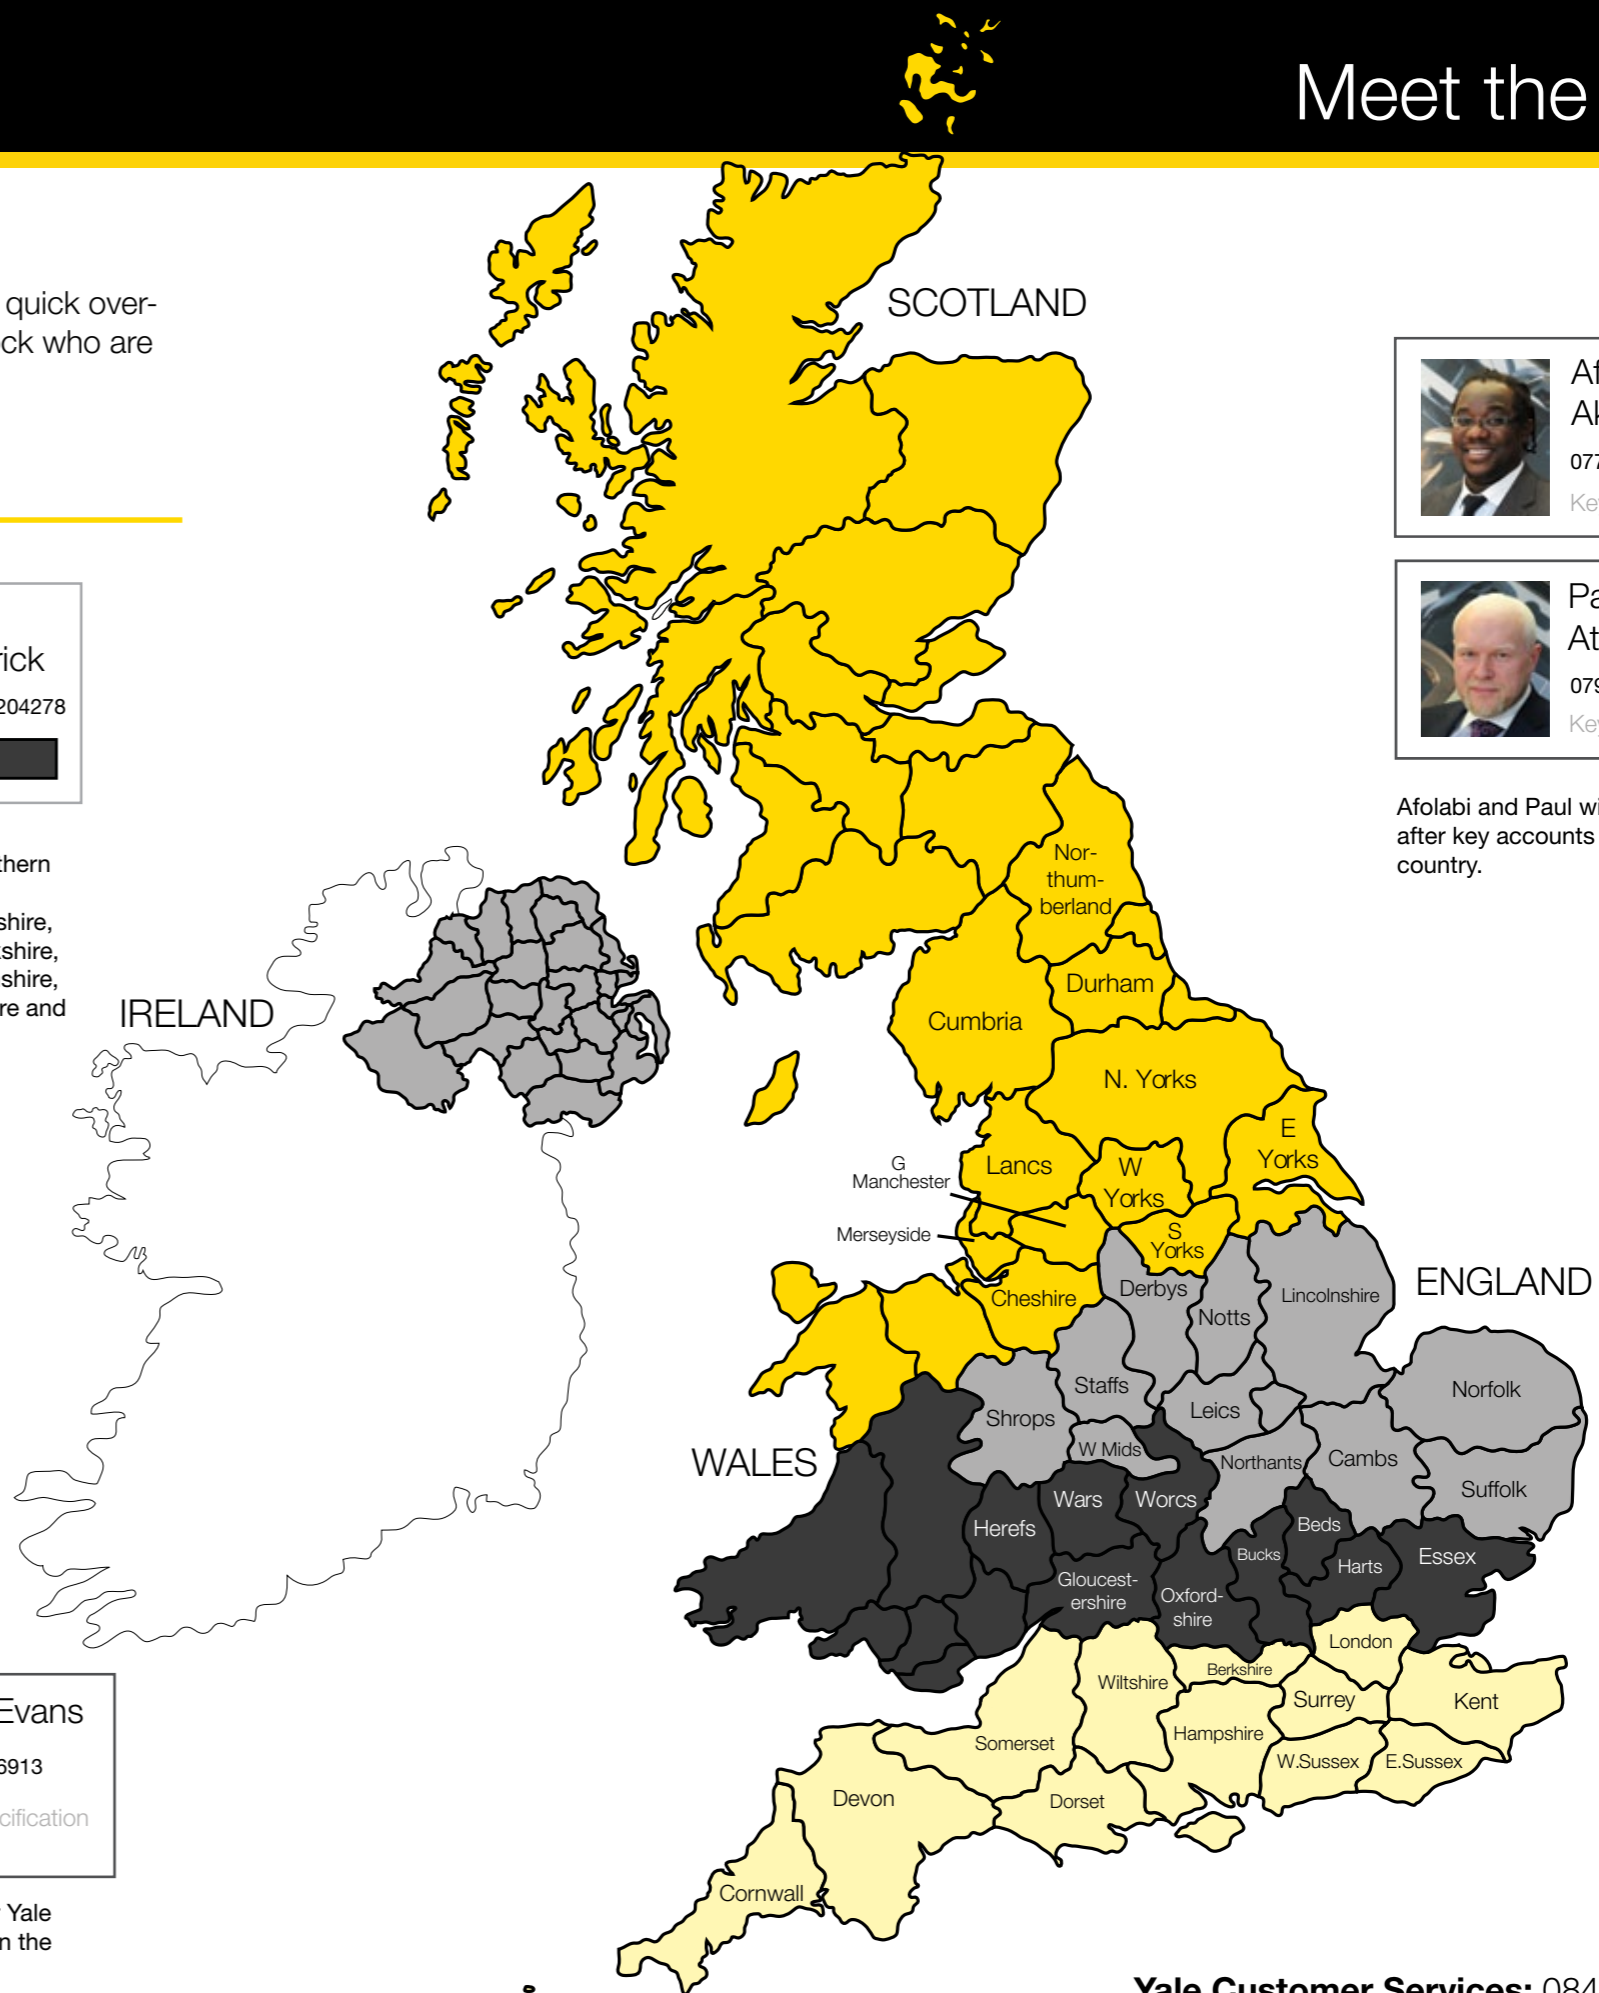 Meet the
quick over-
ck who are
SCOTLAND
ick
204278
thern
shire,
kshire,
shire,
re and
IRELAND
Af
Ak
077
Key
Pa
At
079
Key
Afolabi and Paul wi
after key accounts
country.
Nor-
thum-
berland
Durham
Cumbria
N. Yorks
E
Yorks
Lancs
W
Yorks
G
Manchester
Merseyside
S
Yorks
Cheshire
Derbys
Notts
Lincolnshire
ENGLAND
Staffs
Shrops
Leics
Norfolk
W Mids
Northants
Cambs
Suffolk
WALES
Wars
Worcs
Herefs
Beds
Bucks
Harts
Essex
Gloucest-
ershire
Oxford-
shire
London
Berkshire
Wiltshire
Surrey
Kent
Hampshire
Somerset
W.Sussex
E.Sussex
Devon
Dorset
Cornwall
Evans
6913
cification
Yale
n the
Yale Customer Services: 084